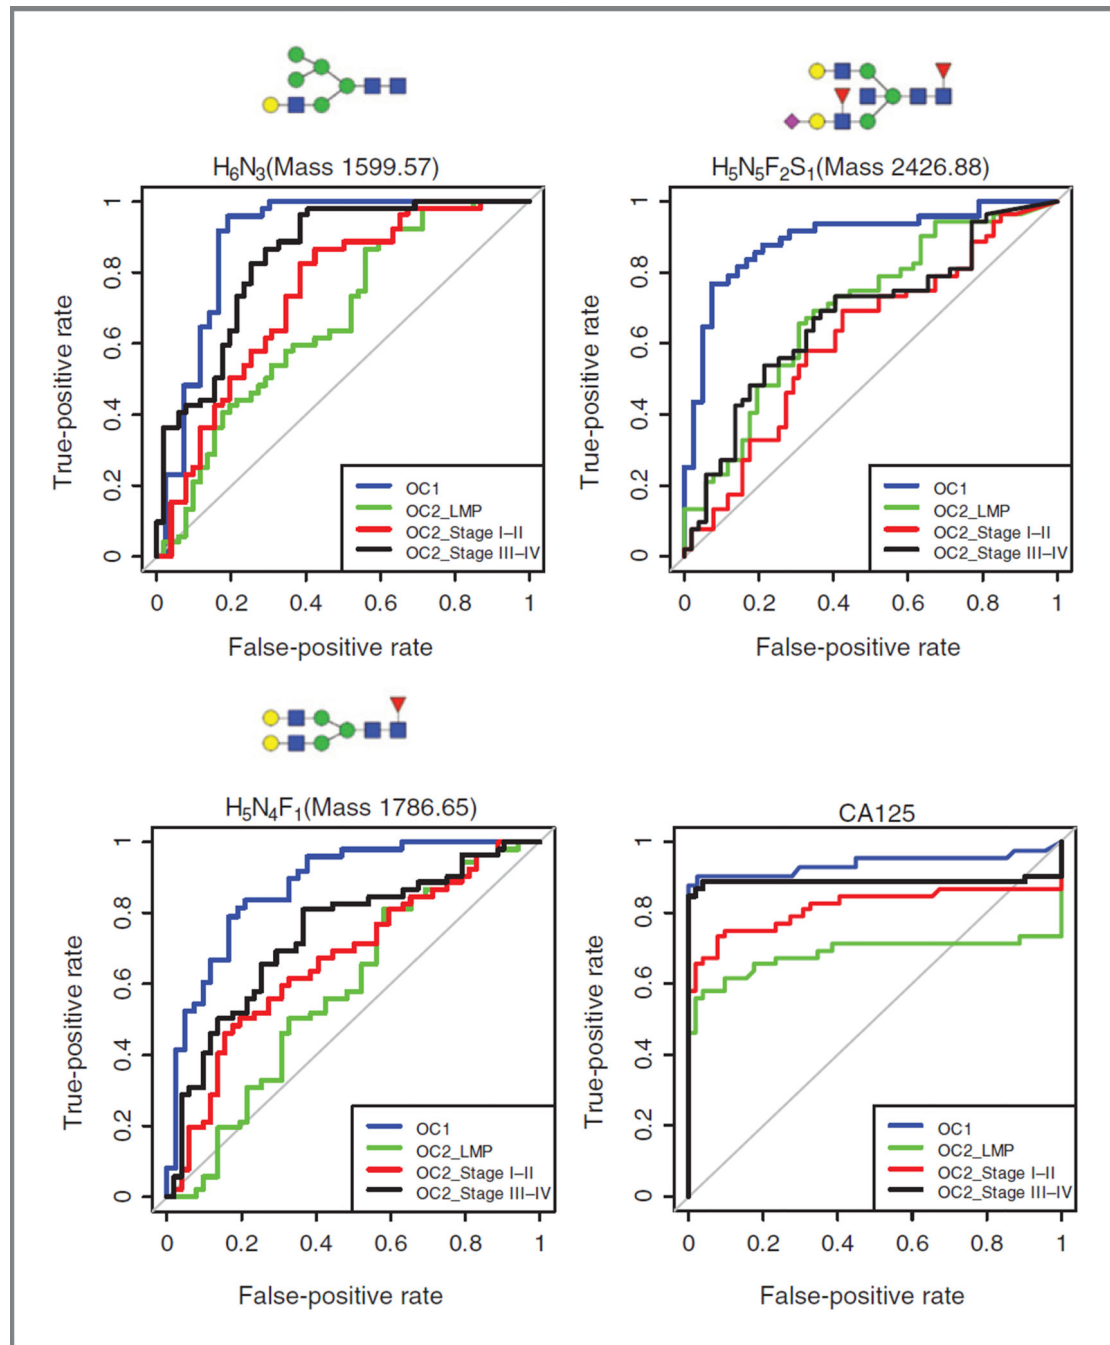 H₆N₃(Mass 1599.57)
True-positive rate
0 0.2 0.4 0.6 0.8 1
OC1
OC2_LMP
OC2_Stage I–II
OC2_Stage III–IV
0 0.2 0.4 0.6 0.8 1
False-positive rate
H₅N₅F₂S₁(Mass 2426.88)
True-positive rate
0 0.2 0.4 0.6 0.8 1
OC1
OC2_LMP
OC2_Stage I–II
OC2_Stage III–IV
0 0.2 0.4 0.6 0.8 1
False-positive rate
H₅N₄F₁(Mass 1786.65)
True-positive rate
0 0.2 0.4 0.6 0.8 1
OC1
OC2_LMP
OC2_Stage I–II
OC2_Stage III–IV
0 0.2 0.4 0.6 0.8 1
False-positive rate
CA125
True-positive rate
0 0.2 0.4 0.6 0.8 1
OC1
OC2_LMP
OC2_Stage I–II
OC2_Stage III–IV
0 0.2 0.4 0.6 0.8 1
False-positive rate